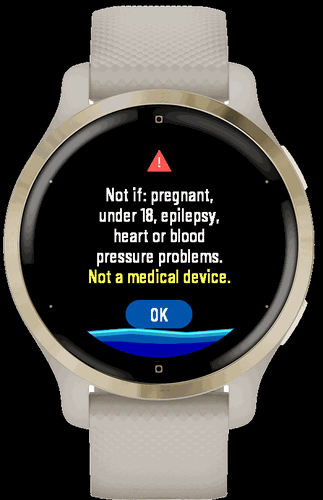 Not if: pregnant,
under 18, epilepsy,
heart or blood
pressure problems.
Not a medical device.
OK